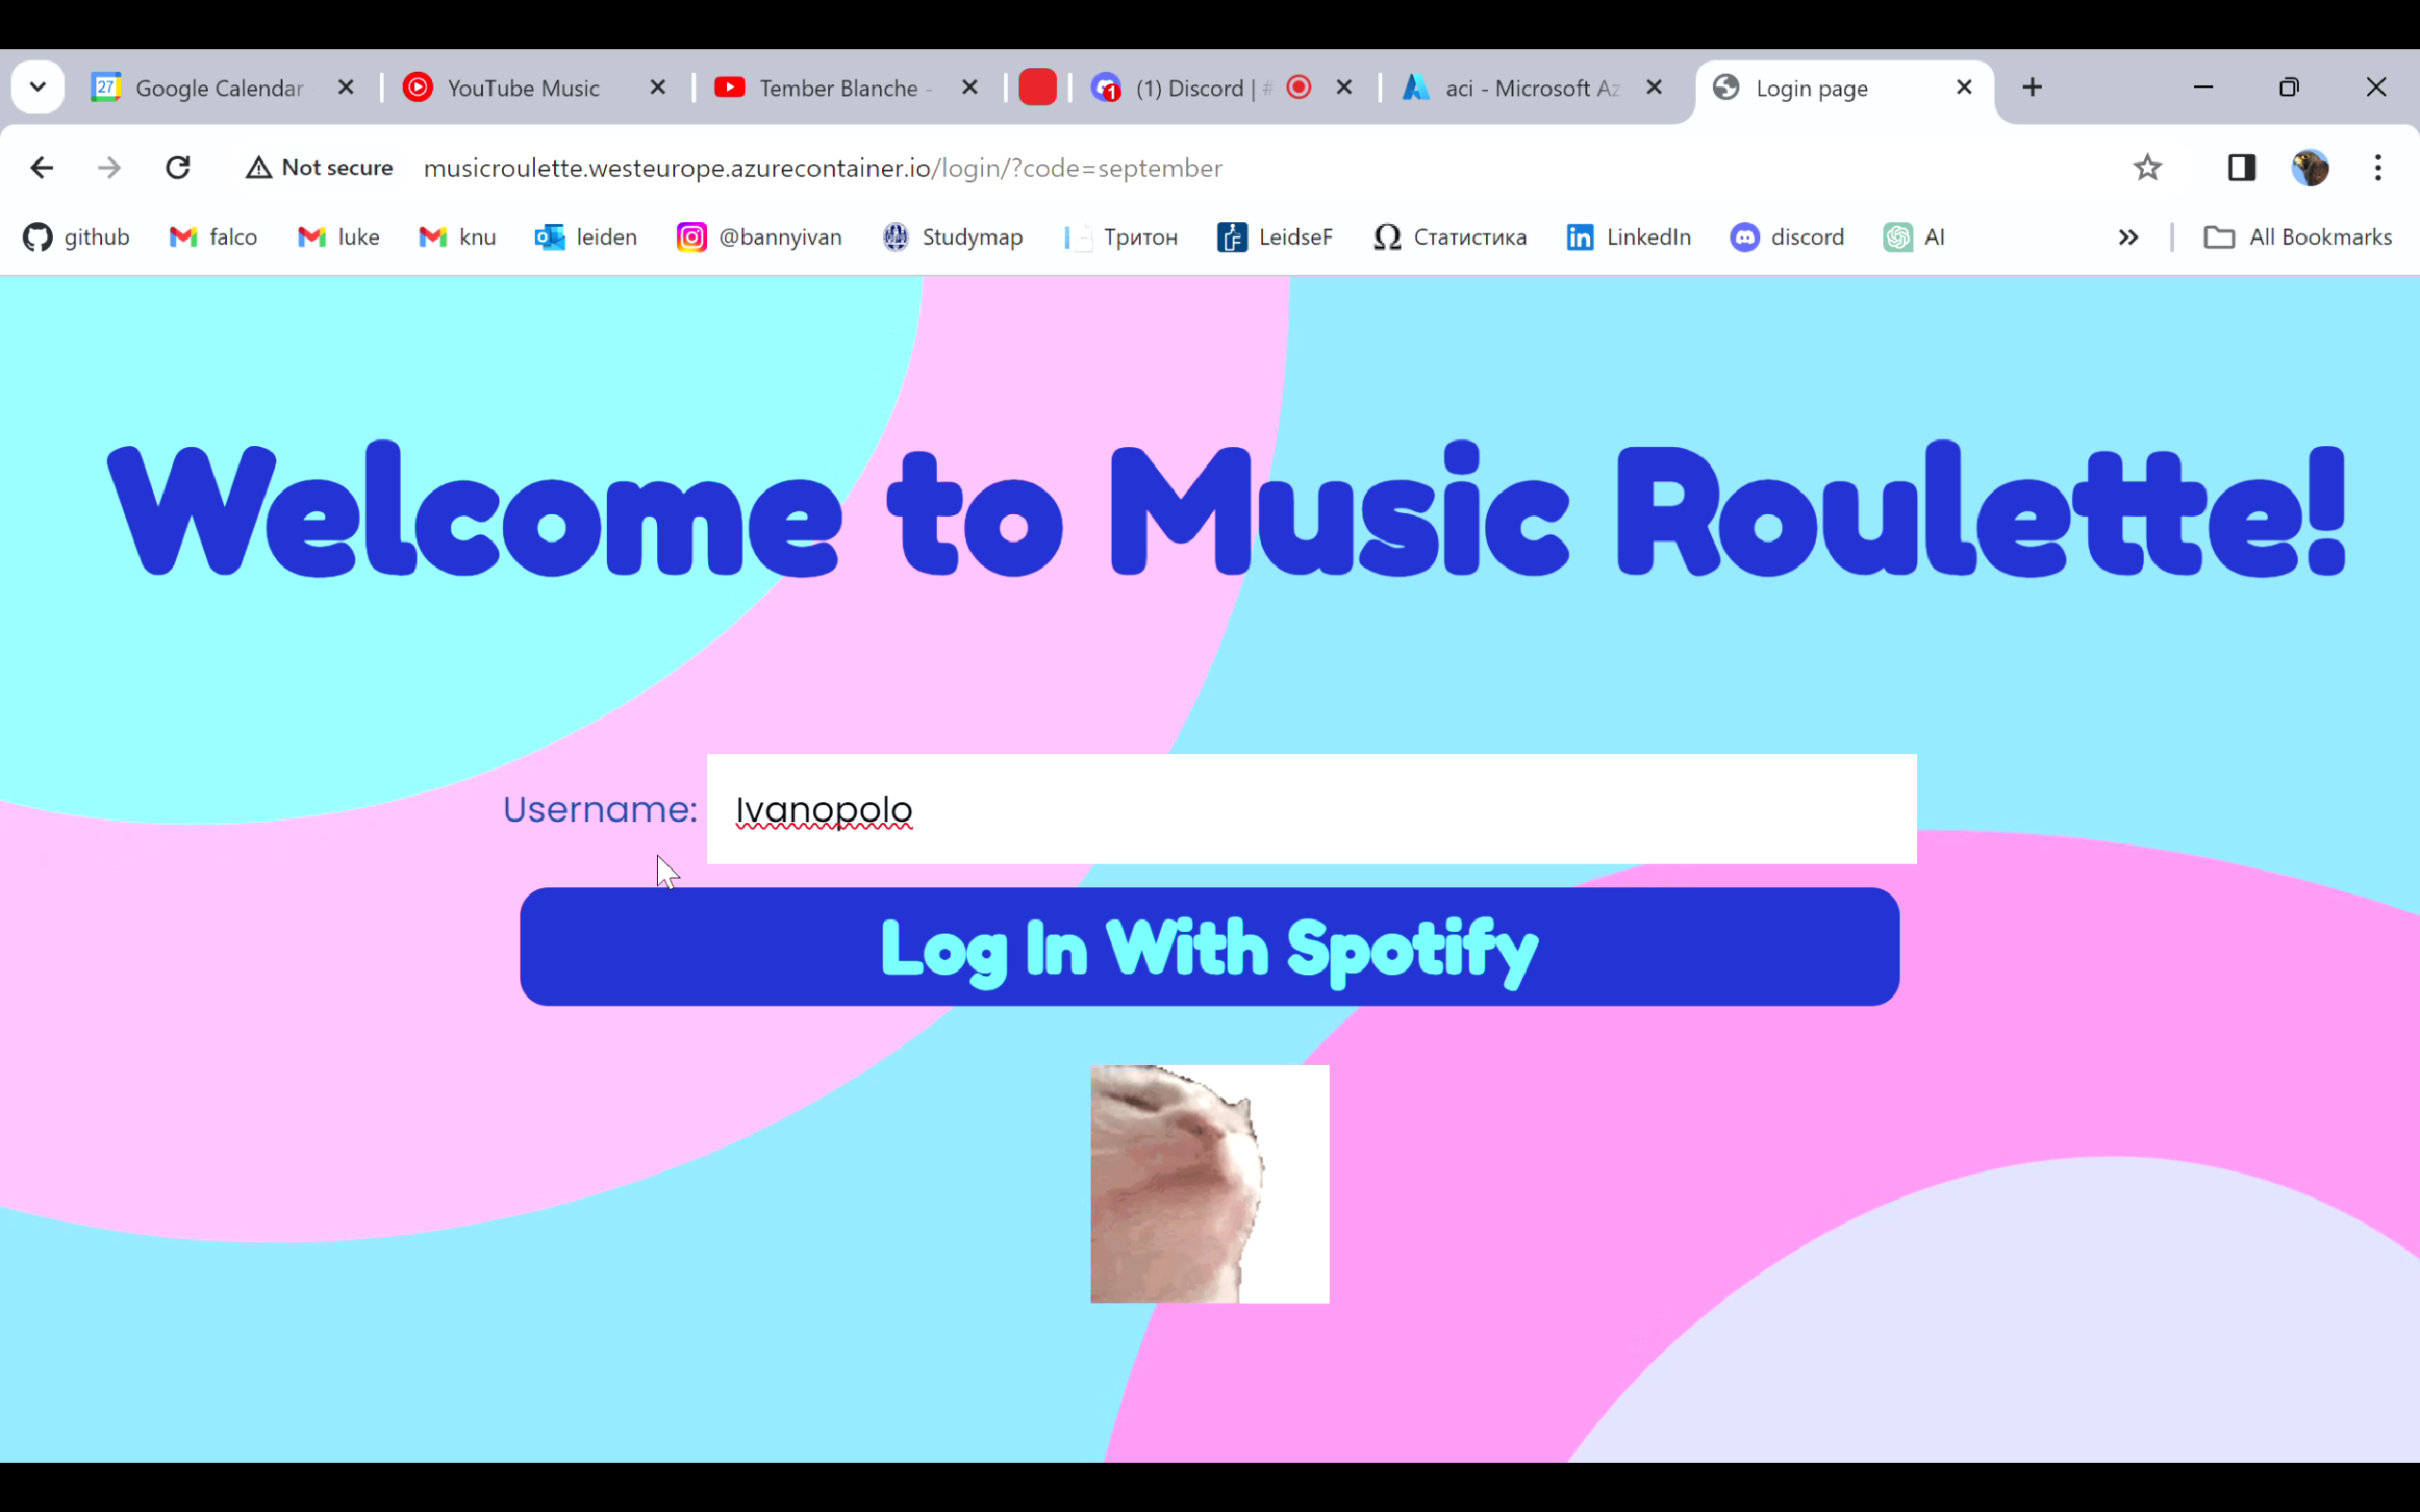 27 Google Calendar YouTube Music Tember Blanche - 1 (1) Discord | # aci - Microsoft Az Login page
Not secure musicroulette.westeurope.azurecontainer.io/login/?code=september
github falco luke knu leiden @bannyivan Studymap Тритон LeidseF Статистика LinkedIn discord AI All Bookmarks
Welcome to Music Roulette!
Username: Ivanopolo
Log In With Spotify